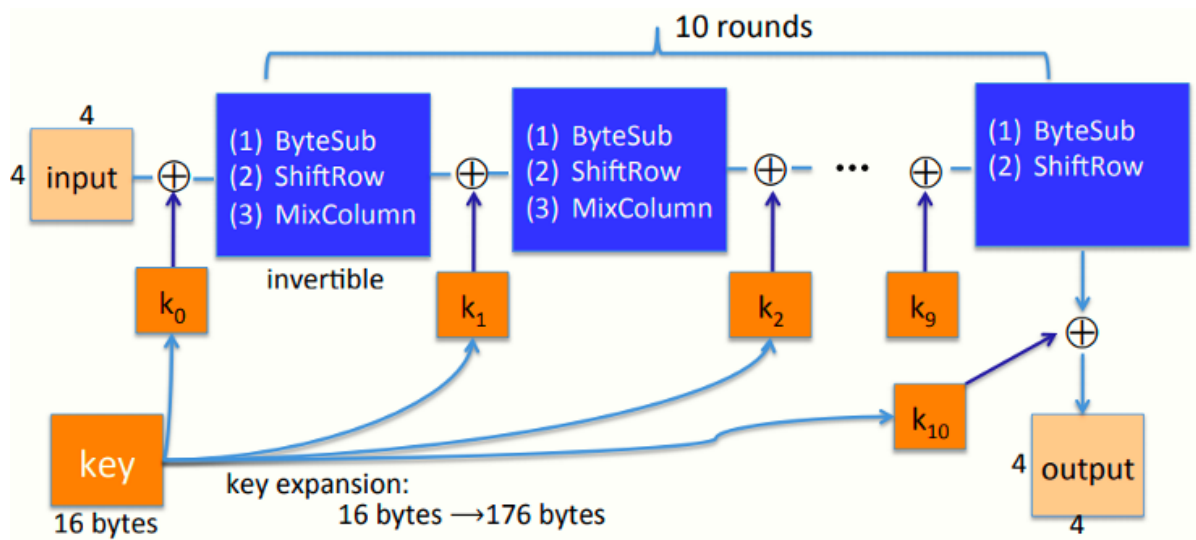 10 rounds
4
4
input
⊕
(1) ByteSub
(2) ShiftRow
(3) MixColumn
invertible
⊕
(1) ByteSub
(2) ShiftRow
(3) MixColumn
⊕
...
⊕
(1) ByteSub
(2) ShiftRow
k0
k1
k2
k9
⊕
k10
key
16 bytes
key expansion:
16 bytes ⟶176 bytes
4
output
4